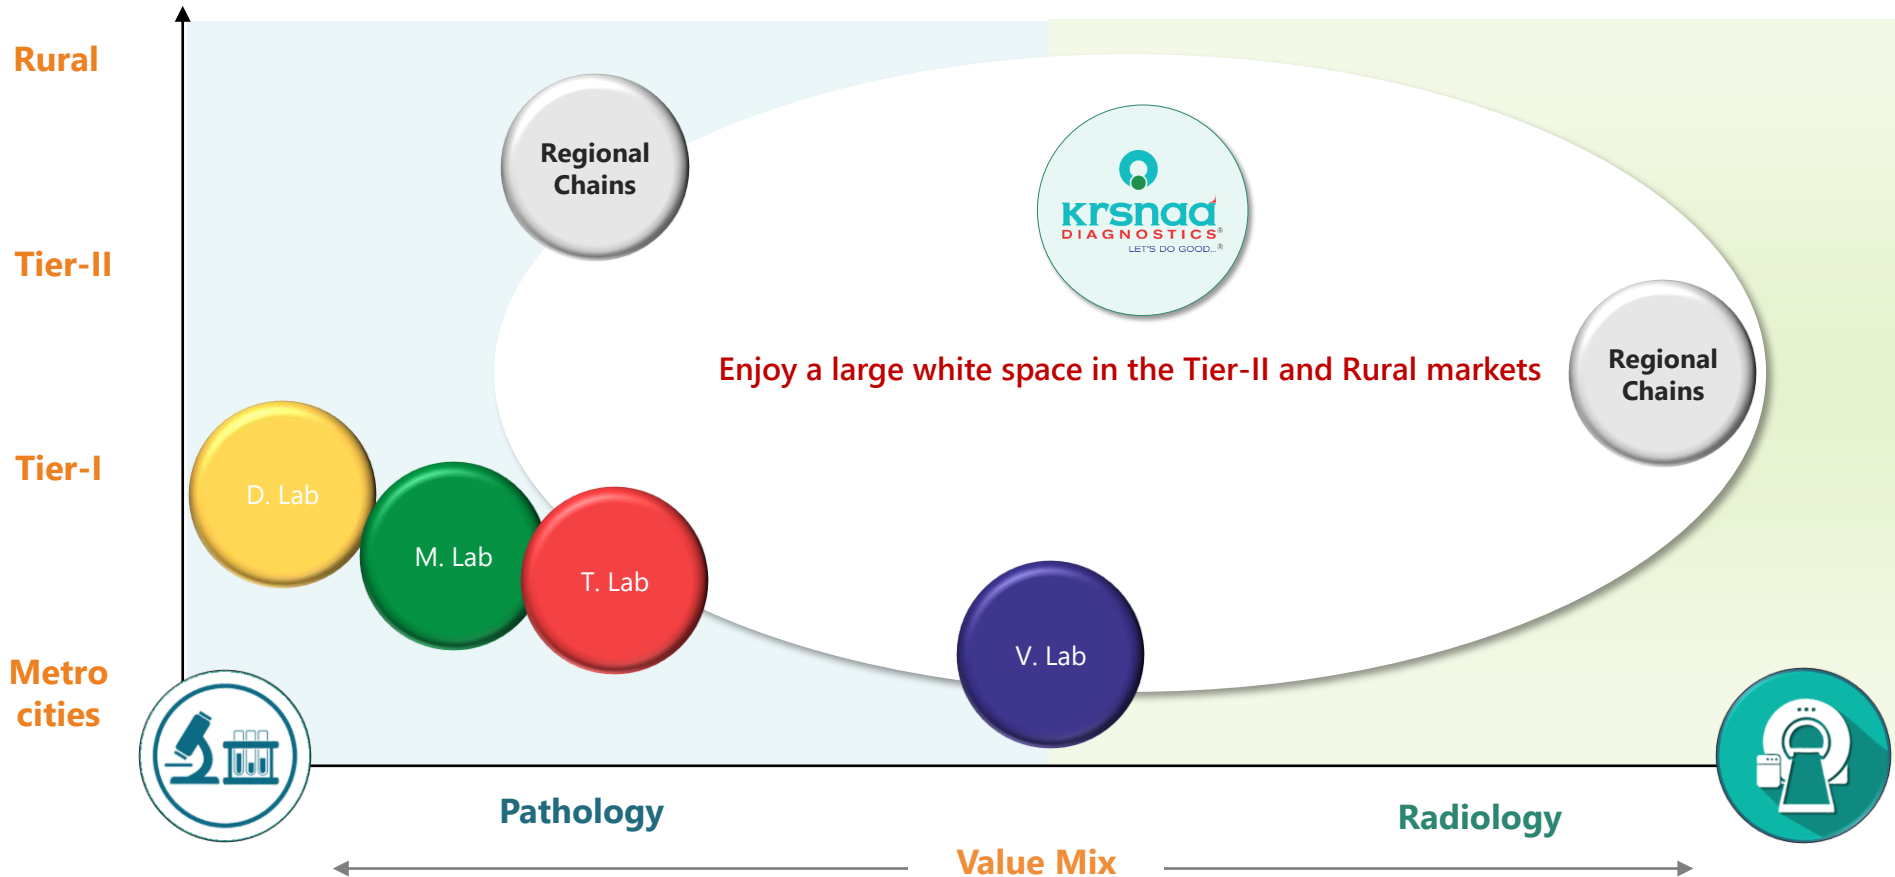 Rural
Regional
Chains
krsnaa
DIAGNOSTICS®
LET'S DO GOOD...®
Tier-II
Enjoy a large white space in the Tier-II and Rural markets
Regional
Chains
Tier-I
D. Lab
M. Lab
T. Lab
V. Lab
Metro
cities
Pathology
Radiology
Value Mix